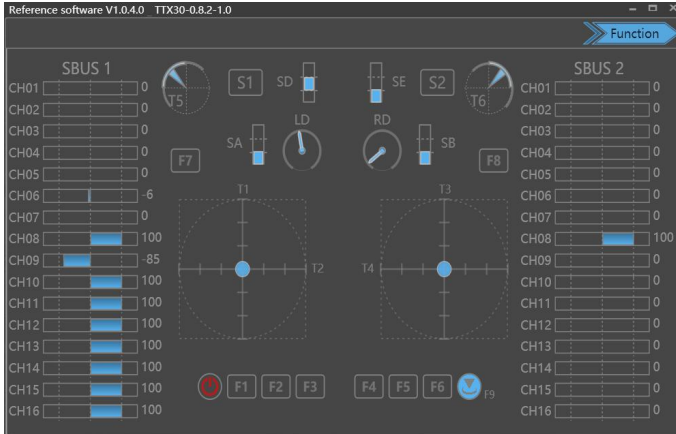 Reference software V1.0.4.0 _ TTX30-0.8.2-1.0
Function
SBUS 1
CH01 0
CH02 0
CH03 0
CH04 0
CH05 0
CH06 -6
CH07 0
CH08 100
CH09 -85
CH10 100
CH11 100
CH12 100
CH13 100
CH14 100
CH15 100
CH16 100
T5
S1
SD
SE
S2
T6
SA
LD
RD
SB
F7
F8
T1
T2
T3
T4
F1 F2 F3
F4 F5 F6 F9
SBUS 2
CH01 0
CH02 0
CH03 0
CH04 0
CH05 0
CH06 0
CH07 0
CH08 100
CH09 0
CH10 0
CH11 0
CH12 0
CH13 0
CH14 0
CH15 0
CH16 0